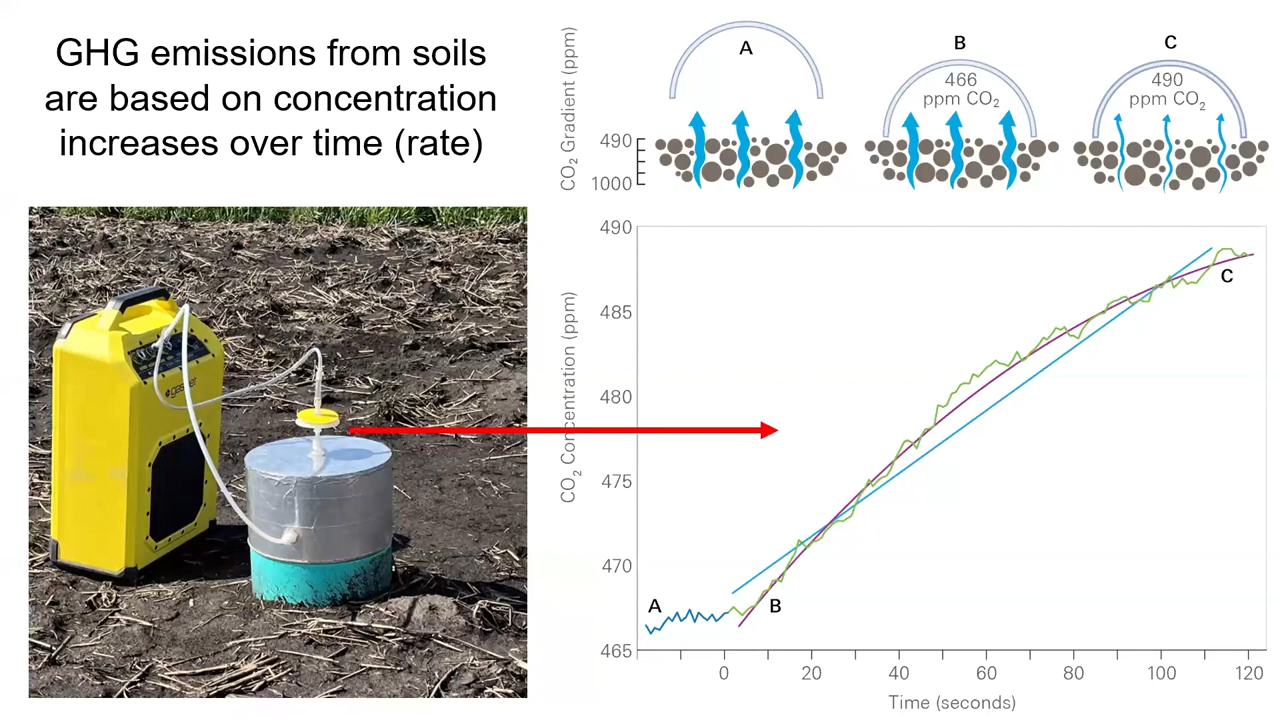 GHG emissions from soils
are based on concentration
increases over time (rate)
CO2 Gradient (ppm)
490
1000
A
B
466
ppm CO2
C
490
ppm CO2
CO2 Concentration (ppm)
490
485
480
475
470
465
A
B
C
0
20
40
60
80
100
120
Time (seconds)